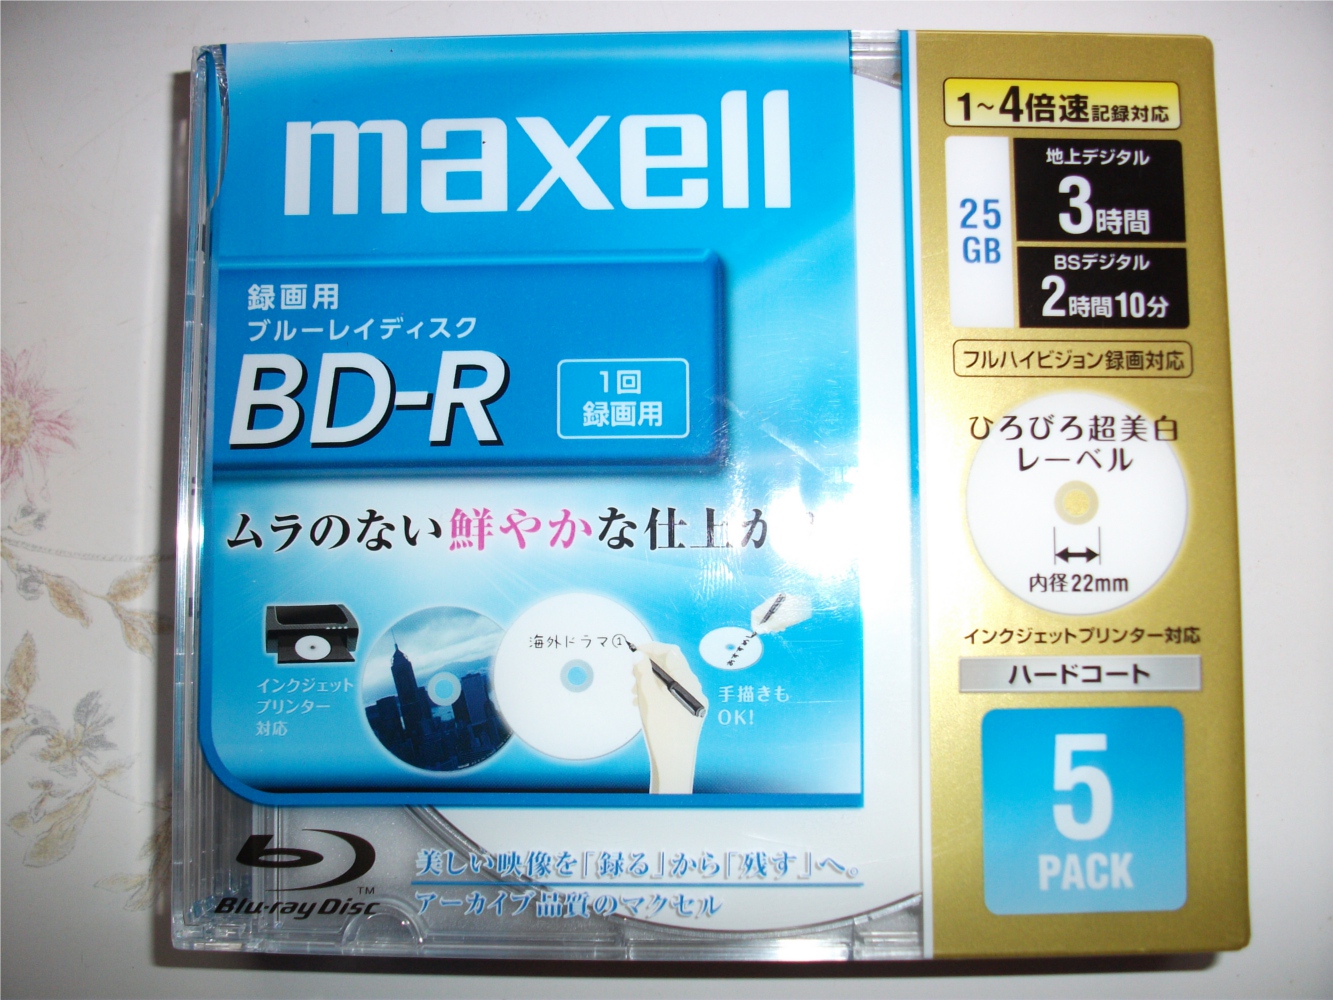 maxell
録画用
ブルーレイディスク
BD-R
1回
録画用
ムラのない鮮やかな仕上が
インクジェット
プリンター
対応
海外ドラマ①
手描きも
OK!
Blu-ray Disc
TM
美しい映像を「録る」から「残す」へ。
アーカイブ品質のマクセル
1～4倍速記録対応
25
GB
地上デジタル
3時間
BSデジタル
2時間10分
フルハイビジョン録画対応
ひろびろ超美白
レーベル
内径22mm
インクジェットプリンター対応
ハードコート
5
PACK